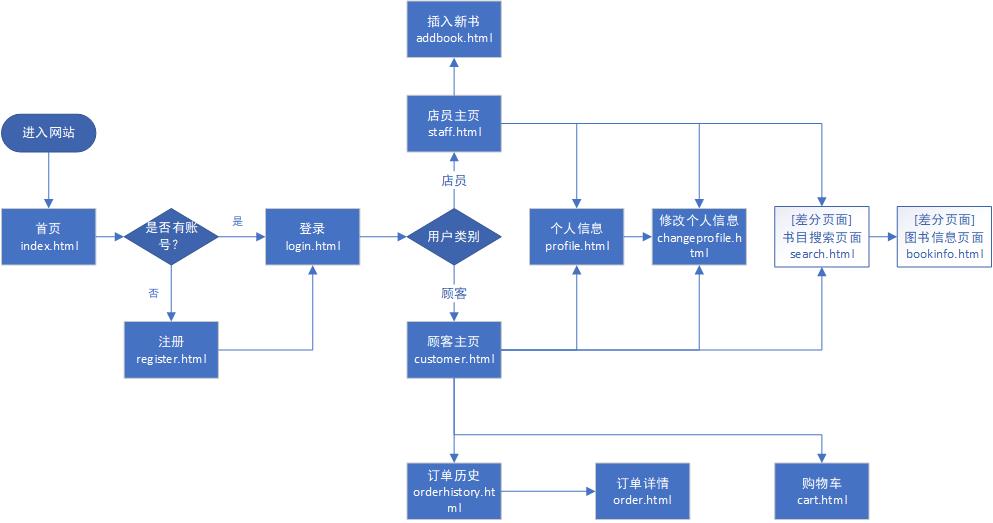 插入新书
addbook.html
店员主页
staff.html
进入网站
店员
首页
index.html
是否有账
号？
是
登录
login.html
用户类别
个人信息
profile.html
修改个人信息
changeprofile.h
tml
[差分页面]
书目搜索页面
search.html
[差分页面]
图书信息页面
bookinfo.html
否
顾客
注册
register.html
顾客主页
customer.html
订单历史
orderhistory.ht
ml
订单详情
order.html
购物车
cart.html